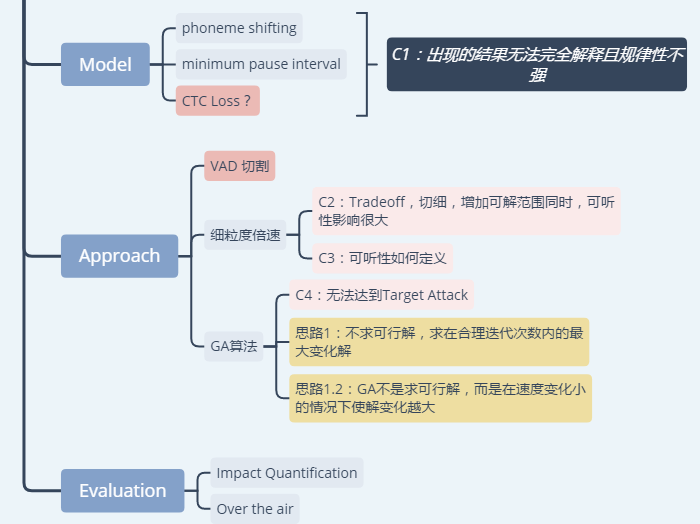 Model
phoneme shifting
minimum pause interval
CTC Loss？
C1：出现的结果无法完全解释且规律性不
强
Approach
VAD 切割
细粒度倍速
C2：Tradeoff，切细，增加可解范围同时，可听
性影响很大
C3：可听性如何定义
GA算法
C4：无法达到Target Attack
思路1：不求可行解，求在合理迭代次数内的最
大变化解
思路1.2：GA不是求可行解，而是在速度变化小
的情况下使解变化越大
Evaluation
Impact Quantification
Over the air